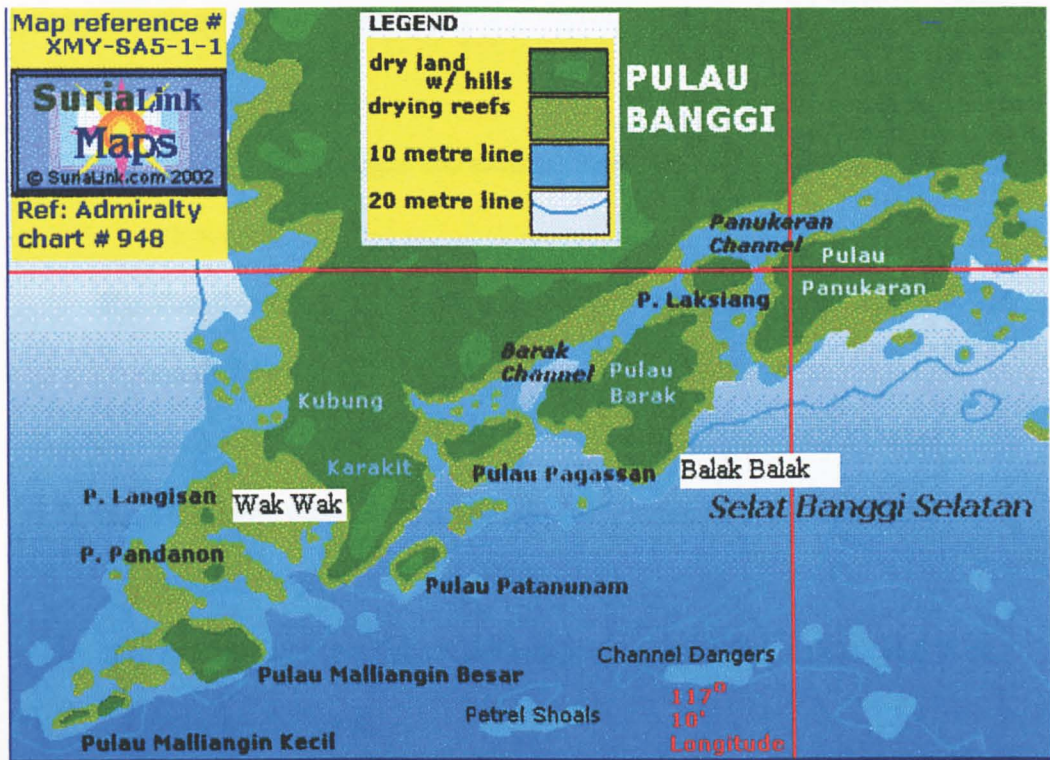 Map reference #
XMY-SA5-1-1
SuriaLink
Maps
© SuriaLink.com 2002
Ref: Admiralty
chart # 948
LEGEND
dry land
w/ hills
drying reefs
10 metre line
20 metre line
PULAU
BANGGI
Panukaran
Channel
Pulau
Panukaran
P. Laksiang
Barak
Channel
Pulau
Barak
Kubung
Karakit
Pulau Pagassan
Balak Balak
P. Langisan
Wak Wak
Selat Banggi Selatan
P. Pandanon
Pulau Patanunam
Channel Dangers
Pulau Malliangin Besar
117°
10'
Longitude
Petrel Shoals
Pulau Malliangin Kecil